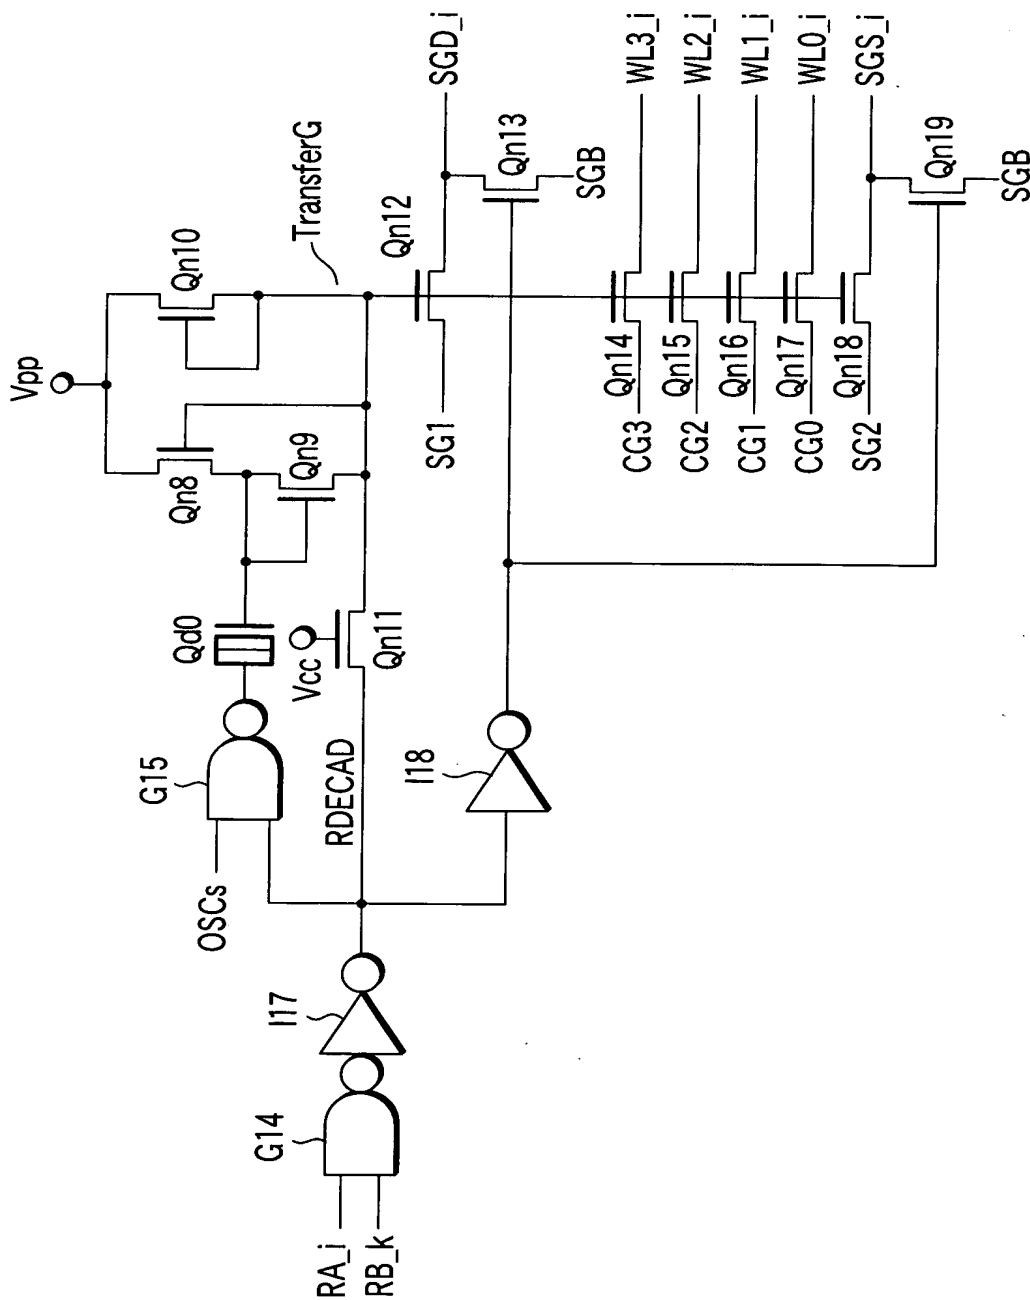 Vpp
Qn10
TransferG
Qn8
Qn9
Qd0
Vcc
Qn11
G15
OSCs
RDECAD
I17
I18
G14
RA_i
RB_k
Qn12
SG1
SGD_i
Qn13
SGB
Qn14
CG3
WL3_i
Qn15
CG2
WL2_i
Qn16
CG1
WL1_i
Qn17
CG0
WL0_i
Qn18
SG2
SGS_i
Qn19
SGB